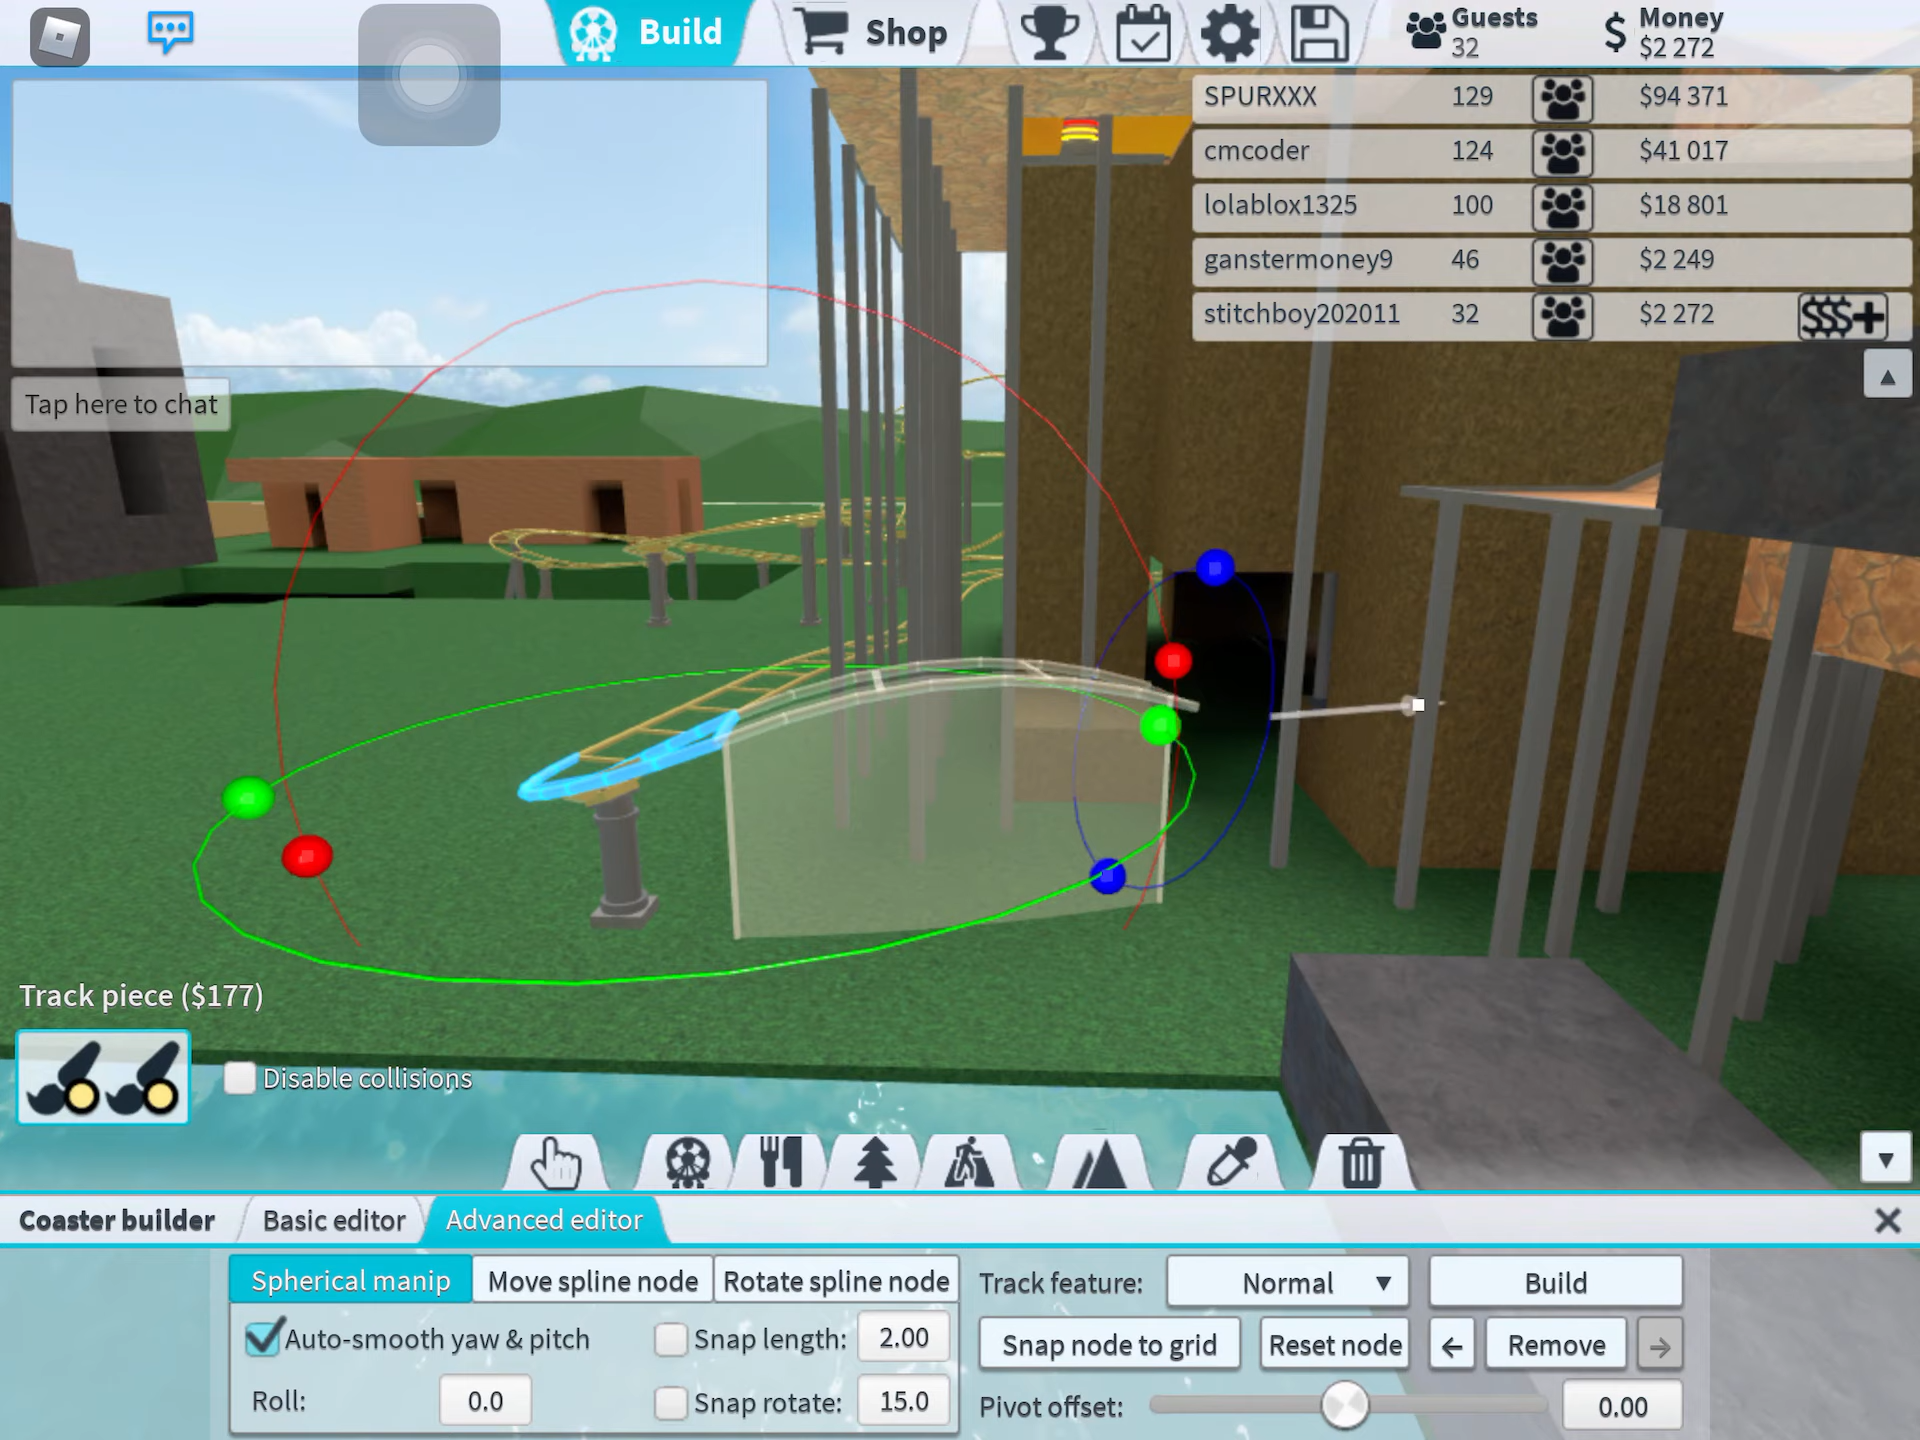 Build
Shop
Guests
32
Money
$2 272
SPURXXX 129 $94 371
cmcoder 124 $41 017
lolablox1325 100 $18 801
ganstermoney9 46 $2 249
stitchboy202011 32 $2 272 $$$+
Tap here to chat
Track piece ($177)
Disable collisions
Coaster builder Basic editor Advanced editor
Spherical manip Move spline node Rotate spline node Track feature: Normal Build
Auto-smooth yaw & pitch Snap length: 2.00 Snap node to grid Reset node Remove
Roll: 0.0 Snap rotate: 15.0 Pivot offset: 0.00